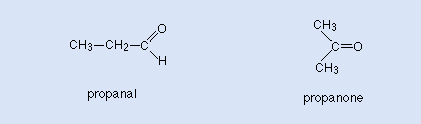 CH3
O
CH3—CH2—C
C=O
H
CH3
propanal
propanone